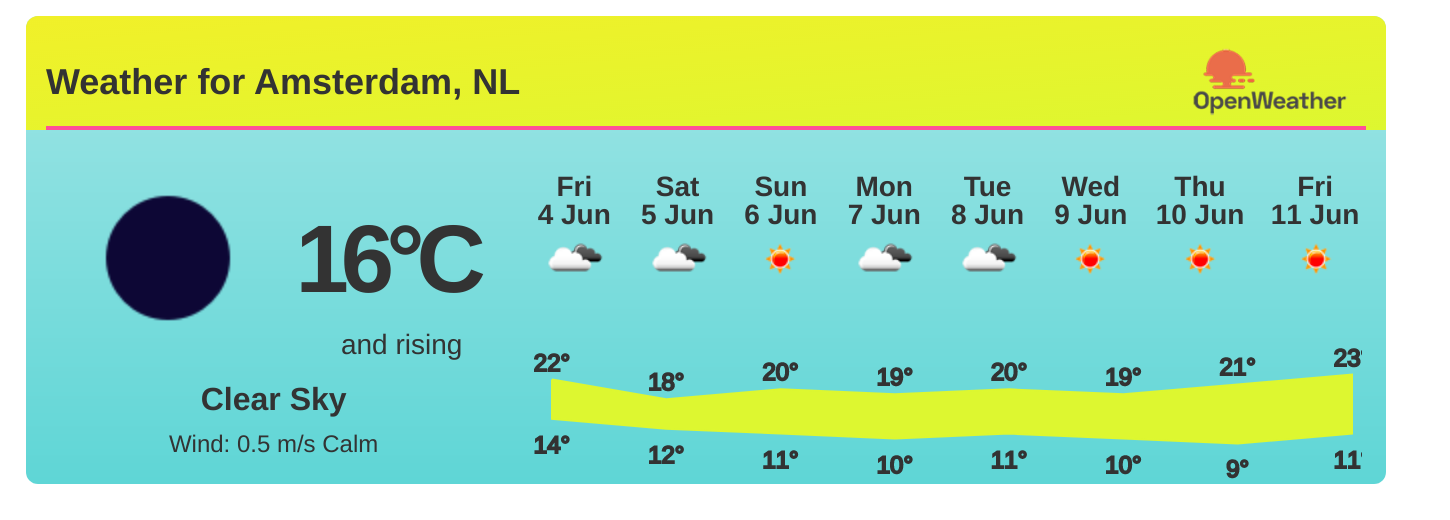 Weather for Amsterdam, NL
OpenWeather
Fri Sat Sun Mon Tue Wed Thu Fri
4 Jun 5 Jun 6 Jun 7 Jun 8 Jun 9 Jun 10 Jun 11 Jun
16°C
and rising
Clear Sky
Wind: 0.5 m/s Calm
22° 18° 20° 19° 20° 19° 21° 23°
14° 12° 11° 10° 11° 10° 9° 11°